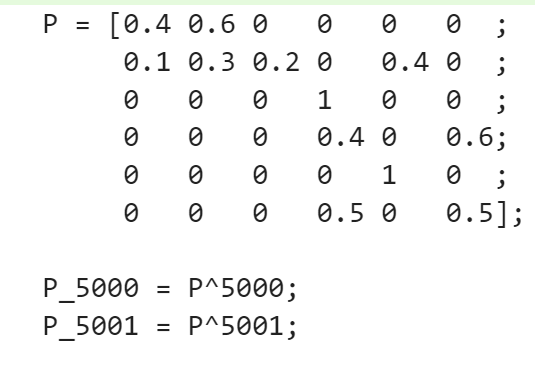 P = [0.4 0.6 0   0   0   0  ;
     0.1 0.3 0.2 0   0.4 0  ;
     0   0   0   1   0   0  ;
     0   0   0   0.4 0   0.6;
     0   0   0   0   1   0  ;
     0   0   0   0.5 0   0.5];
P_5000 = P^5000;
P_5001 = P^5001;